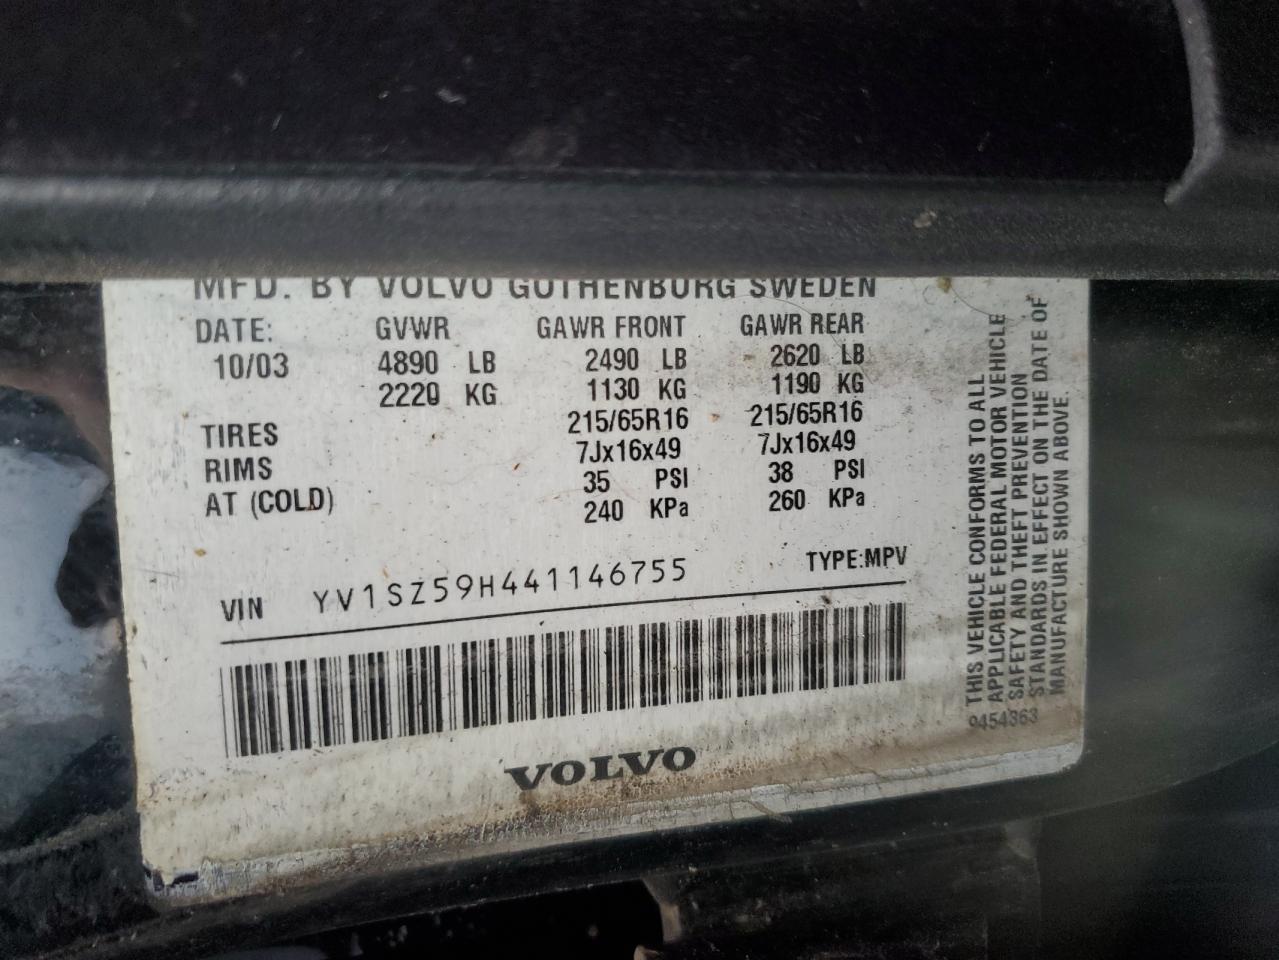 MFD. BY VOLVO GOTHENBURG SWEDEN
DATE: GVWR GAWR FRONT GAWR REAR
10/03 4890 LB 2490 LB 2620 LB
2220 KG 1130 KG 1190 KG
TIRES 215/65R16 215/65R16
RIMS 7Jx16x49 7Jx16x49
AT (COLD) 35 PSI 38 PSI
240 KPa 260 KPa
VIN YV1SZ59H441146755 TYPE:MPV
VOLVO
THIS VEHICLE CONFORMS TO ALL
APPLICABLE FEDERAL MOTOR VEHICLE
SAFETY AND THEFT PREVENTION
STANDARDS IN EFFECT ON THE DATE OF
MANUFACTURE SHOWN ABOVE.
9454363